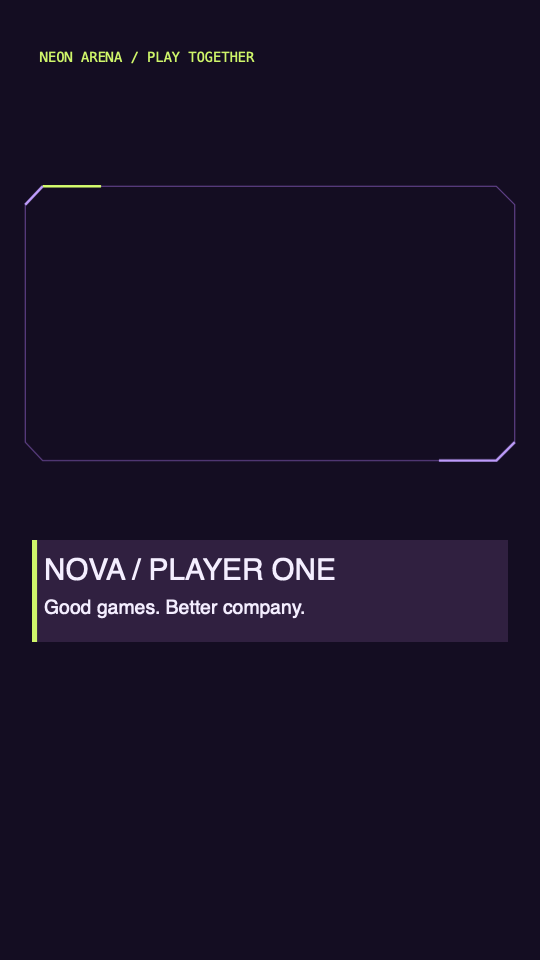 NEON ARENA / PLAY TOGETHER
NOVA / PLAYER ONE
Good games. Better company.